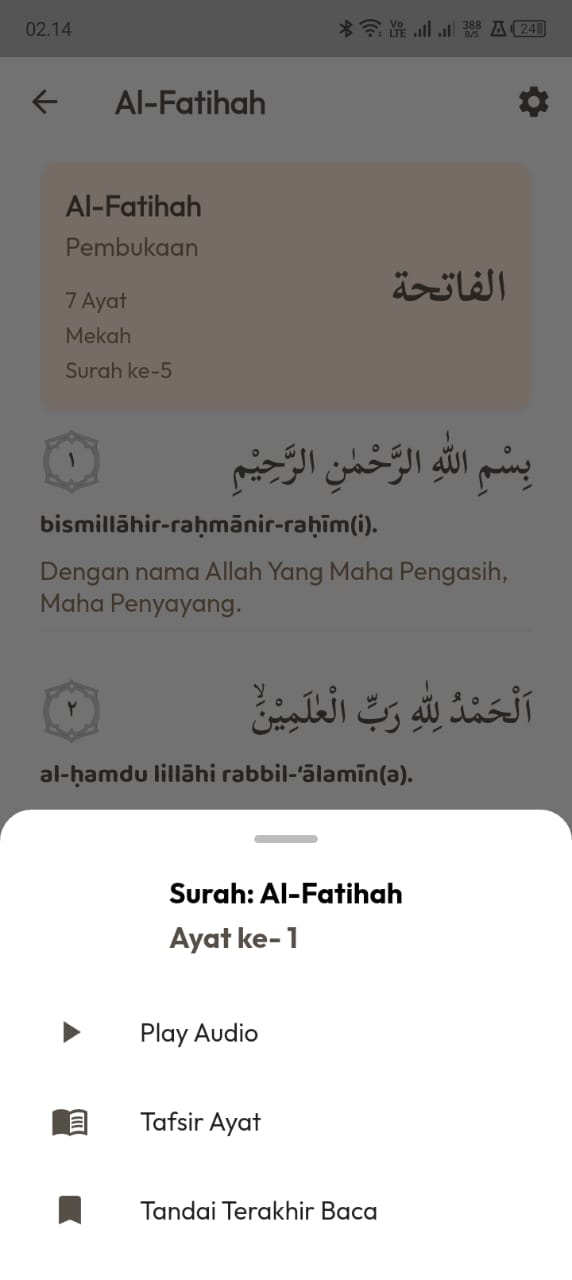 02.14
Vo LTE 388 B/S 24
Al-Fatihah
Al-Fatihah
Pembukaan
الفاتحة
7 Ayat
Mekah
Surah ke-5
١
بِسْمِ اللّٰهِ الرَّحْمٰنِ الرَّحِيْمِ
bismillāhir-raḥmānir-raḥīm(i).
Dengan nama Allah Yang Maha Pengasih,
Maha Penyayang.
٢
اَلْحَمْدُ لِلّٰهِ رَبِّ الْعٰلَمِيْنَۙ
al-ḥamdu lillāhi rabbil-‘ālamīn(a).
Surah: Al-Fatihah
Ayat ke- 1
Play Audio
Tafsir Ayat
Tandai Terakhir Baca